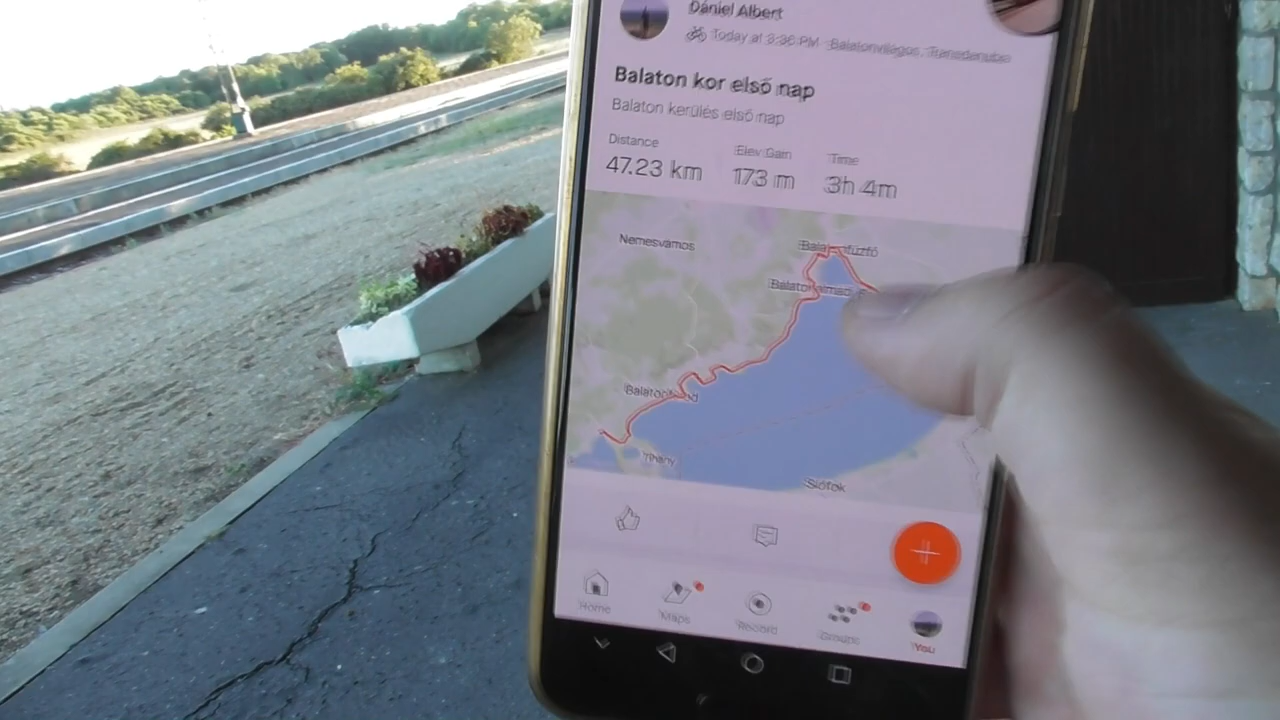 Dániel Albert
Today at 3:36 PM Balatonvilágos, Transdanubia
Balaton kor első nap
Balaton kerülés első nap
Distance
Elev Gain
Time
47.23 km
173 m
3h 4m
Nemesvámos
Siófok
Tihany
Home
Maps
Record
Groups
You